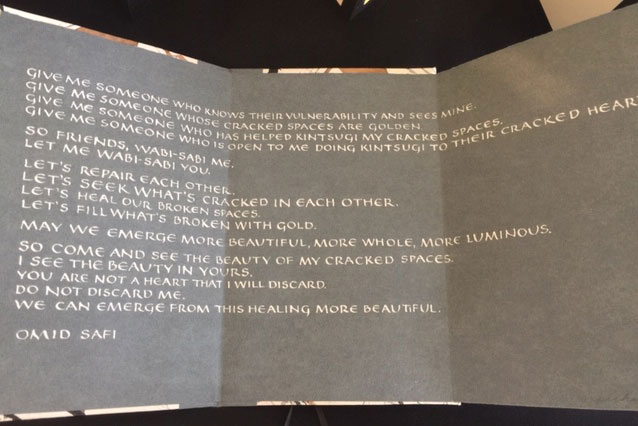 GIVE ME SOMEONE WHO KNOWS THEIR VULNERABILITY AND SEES MINE.
GIVE ME SOMEONE WHOSE CRACKED SPACES ARE GOLDEN.
GIVE ME SOMEONE WHO HAS HELPED KINTSUGI MY CRACKED SPACES.
GIVE ME SOMEONE WHO IS OPEN TO ME DOING KINTSUGI TO THEIR CRACKED HEART
SO FRIENDS, WABI-SABI ME.
LET ME WABI-SABI YOU.
LET'S REPAIR EACH OTHER.
LET'S SEEK WHAT'S CRACKED IN EACH OTHER.
LET'S HEAL OUR BROKEN SPACES.
LET'S FILL WHAT'S BROKEN WITH GOLD.
MAY WE EMERGE MORE BEAUTIFUL, MORE WHOLE, MORE LUMINOUS.
SO COME AND SEE THE BEAUTY OF MY CRACKED SPACES.
I SEE THE BEAUTY IN YOURS.
YOU ARE NOT A HEART THAT I WILL DISCARD.
DO NOT DISCARD ME.
WE CAN EMERGE FROM THIS HEALING MORE BEAUTIFUL.
OMID SAFI